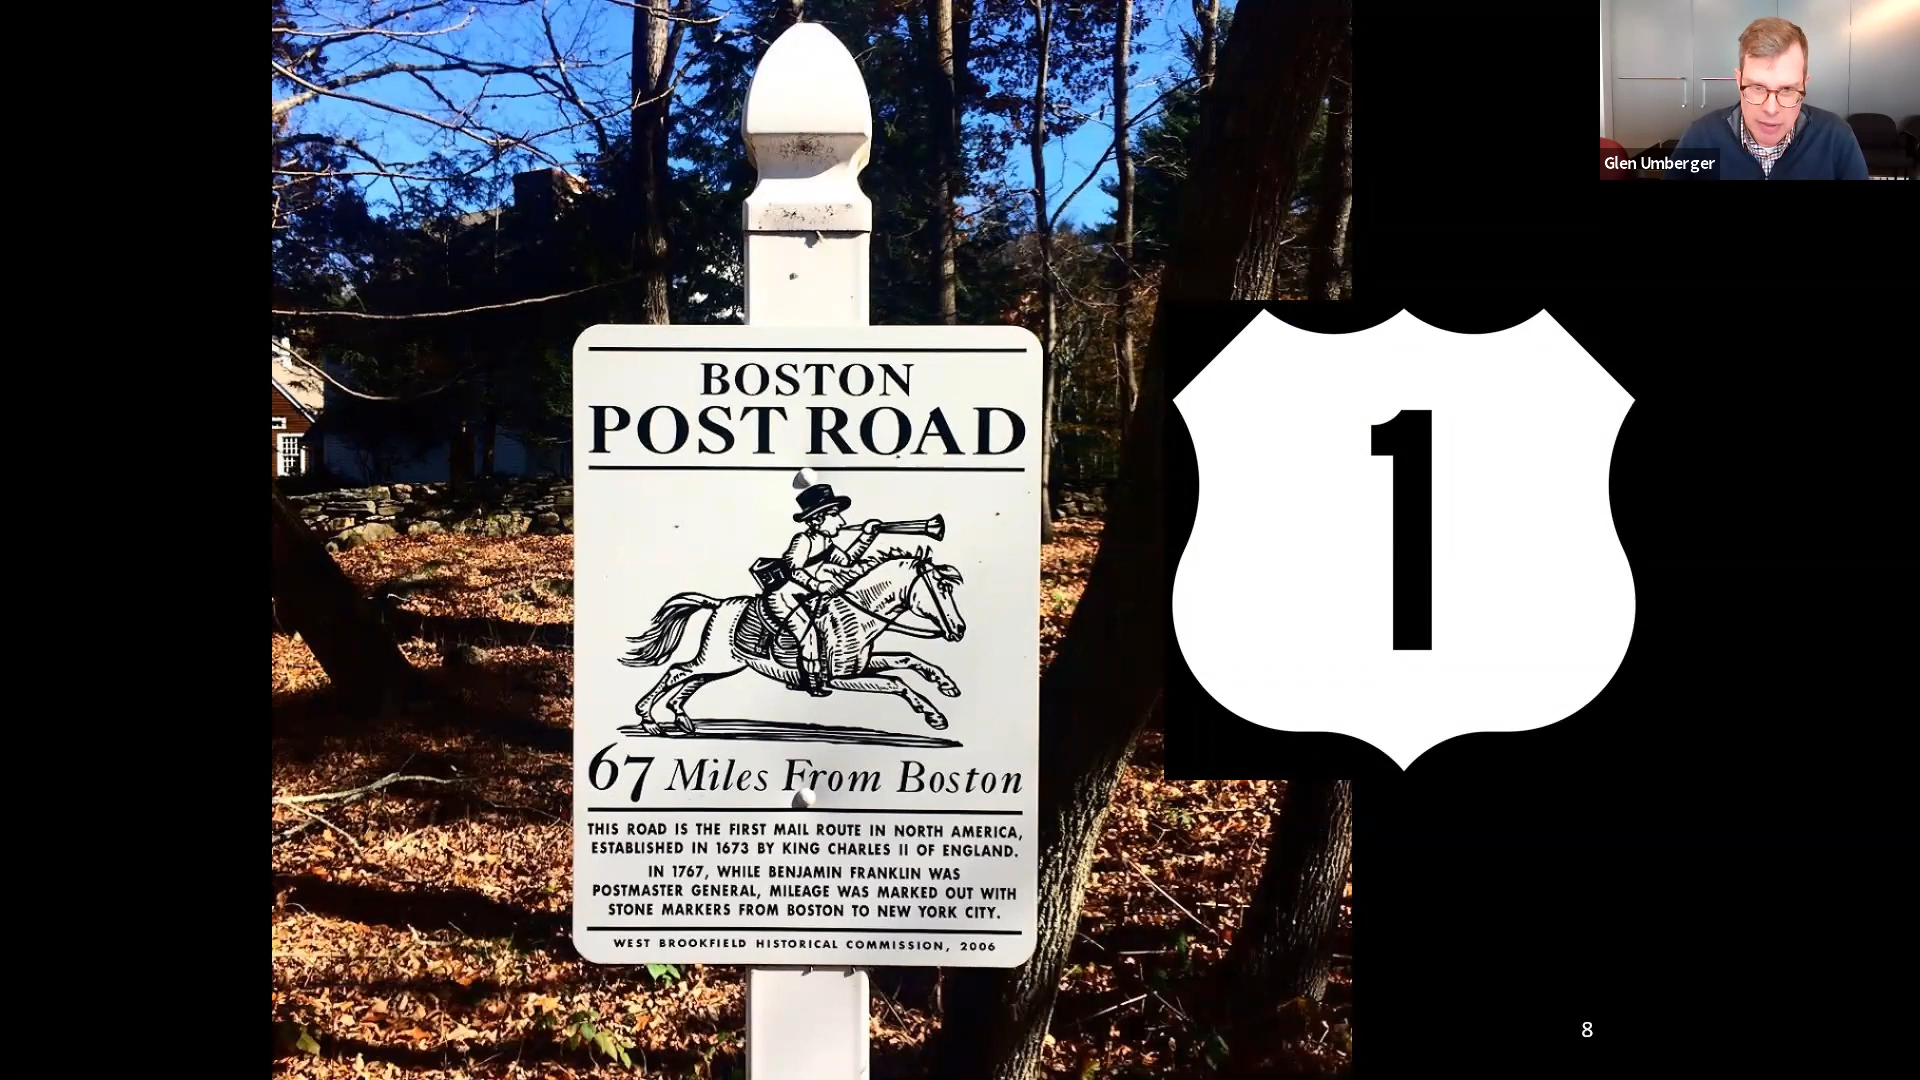 BOSTON
POST ROAD
67 Miles From Boston
THIS ROAD IS THE FIRST MAIL ROUTE IN NORTH AMERICA,
ESTABLISHED IN 1673 BY KING CHARLES II OF ENGLAND.
IN 1767, WHILE BENJAMIN FRANKLIN WAS
POSTMASTER GENERAL, MILEAGE WAS MARKED OUT WITH
STONE MARKERS FROM BOSTON TO NEW YORK CITY.
WEST BROOKFIELD HISTORICAL COMMISSION, 2006
1
Glen Umberger
8